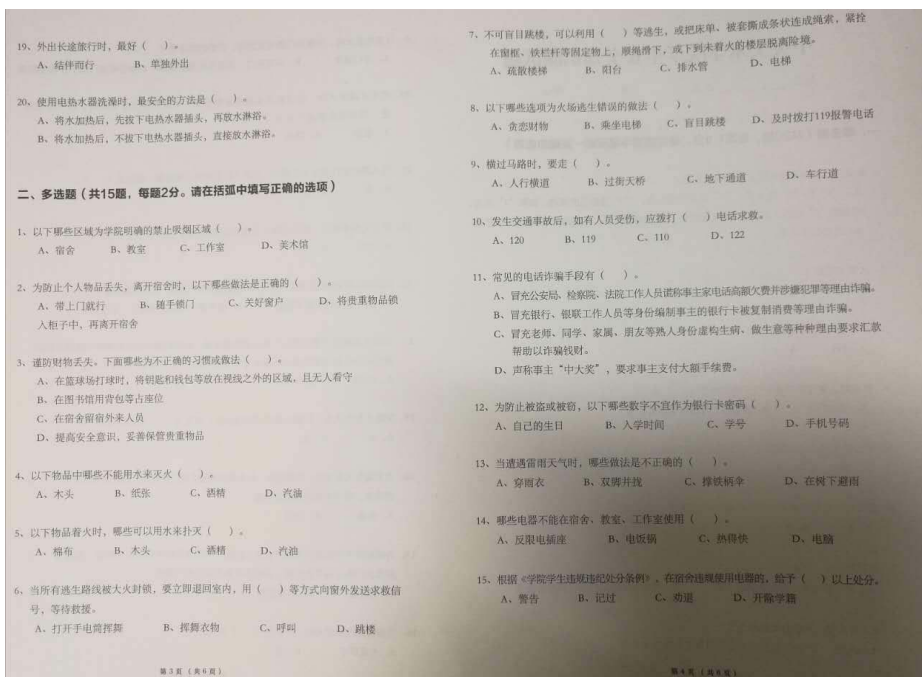 19、外出长途旅行时，最好（　）。
A、结伴而行　　B、单独外出
20、使用电热水器洗澡时，最安全的方法是（　）。
A、将水加热后，先拔下电热水器插头，再放水淋浴。
B、将水加热后，不拔下电热水器插头，直接放水淋浴。
二、多选题（共15题，每题2分。请在括弧中填写正确的选项）
1、以下哪些区域为学院明确的禁止吸烟区域（　）。
A、宿舍　　B、教室　　C、工作室　　D、美术馆
2、为防止个人物品丢失，离开宿舍时，以下哪些做法是正确的（　）。
A、带上门就行　　B、随手锁门　　C、关好窗户　　D、将贵重物品锁
入柜子中，再离开宿舍
3、谨防财物丢失，下面哪些为不正确的习惯或做法（　）。
A、在篮球场打球时，将钥匙和钱包等放在视线之外的区域，且无人看守
B、在图书馆用背包等占座位
C、在宿舍留宿外来人员
D、提高安全意识，妥善保管贵重物品
4、以下物品中哪些不能用水来灭火（　）。
A、木头　　B、纸张　　C、酒精　　D、汽油
5、以下物品着火时，哪些可以用水来扑灭（　）。
A、棉布　　B、木头　　C、酒精　　D、汽油
6、当所有逃生路线被大火封锁，要立即退回室内，用（　）等方式向窗外发送求救信
号，等待救援。
A、打开手电筒挥舞　　B、挥舞衣物　　C、呼叫　　D、跳楼
第3页（共6页）
7、不可盲目跳楼，可以利用（　）等逃生，或把床单、被套撕成条状连成绳索，紧拴
在窗框、铁栏杆等固定物上，顺绳滑下，或下到未着火的楼层脱离险境。
A、疏散楼梯　　B、阳台　　C、排水管　　D、电梯
8、以下哪些选项为火场逃生错误的做法（　）。
A、贪恋财物　　B、乘坐电梯　　C、盲目跳楼　　D、及时拨打119报警电话
9、横过马路时，要走（　）。
A、人行横道　　B、过街天桥　　C、地下通道　　D、车行道
10、发生交通事故后，如有人员受伤，应拨打（　）电话求救。
A、120　　B、119　　C、110　　D、122
11、常见的电话诈骗手段有（　）。
A、冒充公安局、检察院、法院工作人员谎称事主家电话高额欠费并涉嫌犯罪等理由诈骗。
B、冒充银行、银联工作人员等身份编制事主的银行卡被复制消费等理由诈骗。
C、冒充老师、同学、家属、朋友等熟人身份虚构生病、做生意等种种理由要求汇款
帮助以诈骗钱财。
D、声称事主“中大奖”，要求事主支付大额手续费。
12、为防止被盗或被窃，以下哪些数字不宜作为银行卡密码（　）。
A、自己的生日　　B、入学时间　　C、学号　　D、手机号码
13、当遭遇雷雨天气时，哪些做法是不正确的（　）。
A、穿雨衣　　B、双脚并拢　　C、撑铁柄伞　　D、在树下避雨
14、哪些电器不能在宿舍、教室、工作室使用（　）。
A、反限电插座　　B、电饭锅　　C、热得快　　D、电脑
15、根据《学院学生违规违纪处分条例》，在宿舍违规使用电器的，给予（　）以上处分。
A、警告　　B、记过　　C、劝退　　D、开除学籍
第4页（共6页）